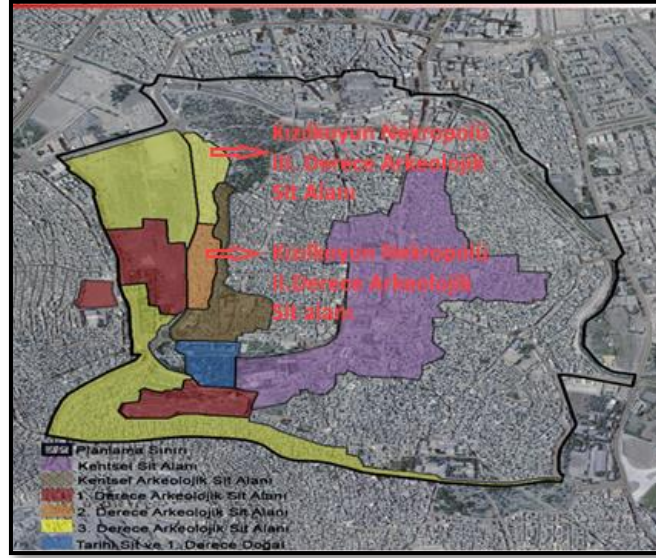 Kızılkoyun Nekropolü
III. Derece Arkeolojik
Sit Alanı
Kızılkoyun Nekropolü
II.Derece Arkeolojik
Sit alanı
Planlama Sınırı
Kentsel Sit Alanı
Kentsel Arkeolojik Sit Alanı
1. Derece Arkeolojik Sit Alanı
2. Derece Arkeolojik Sit Alanı
3. Derece Arkeolojik Sit Alanı
Tarihi Sit ve 1. Derece Doğal